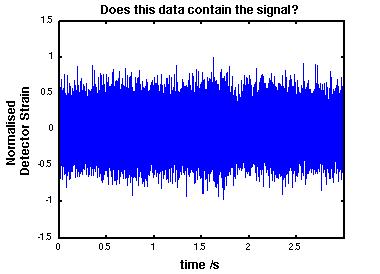 Does this data contain the signal?
1.5
1
0.5
0
-0.5
-1
-1.5
Normalised
Detector Strain
0 0.5 1 1.5 2 2.5
time /s